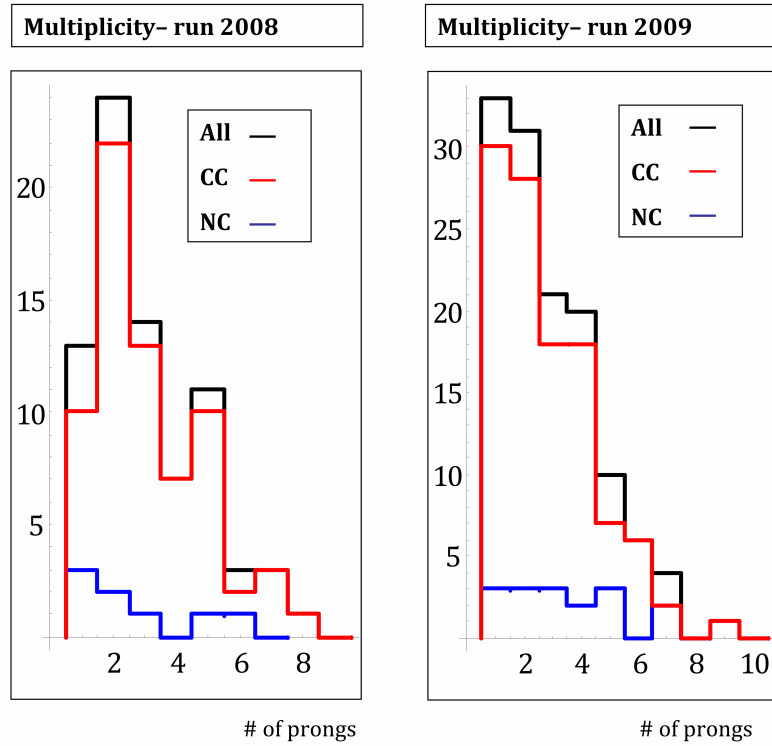 Multiplicity– run 2008
All
CC
NC
20
15
10
5
2 4 6 8
# of prongs
Multiplicity– run 2009
All
CC
NC
30
25
20
15
10
5
2 4 6 8 10
# of prongs